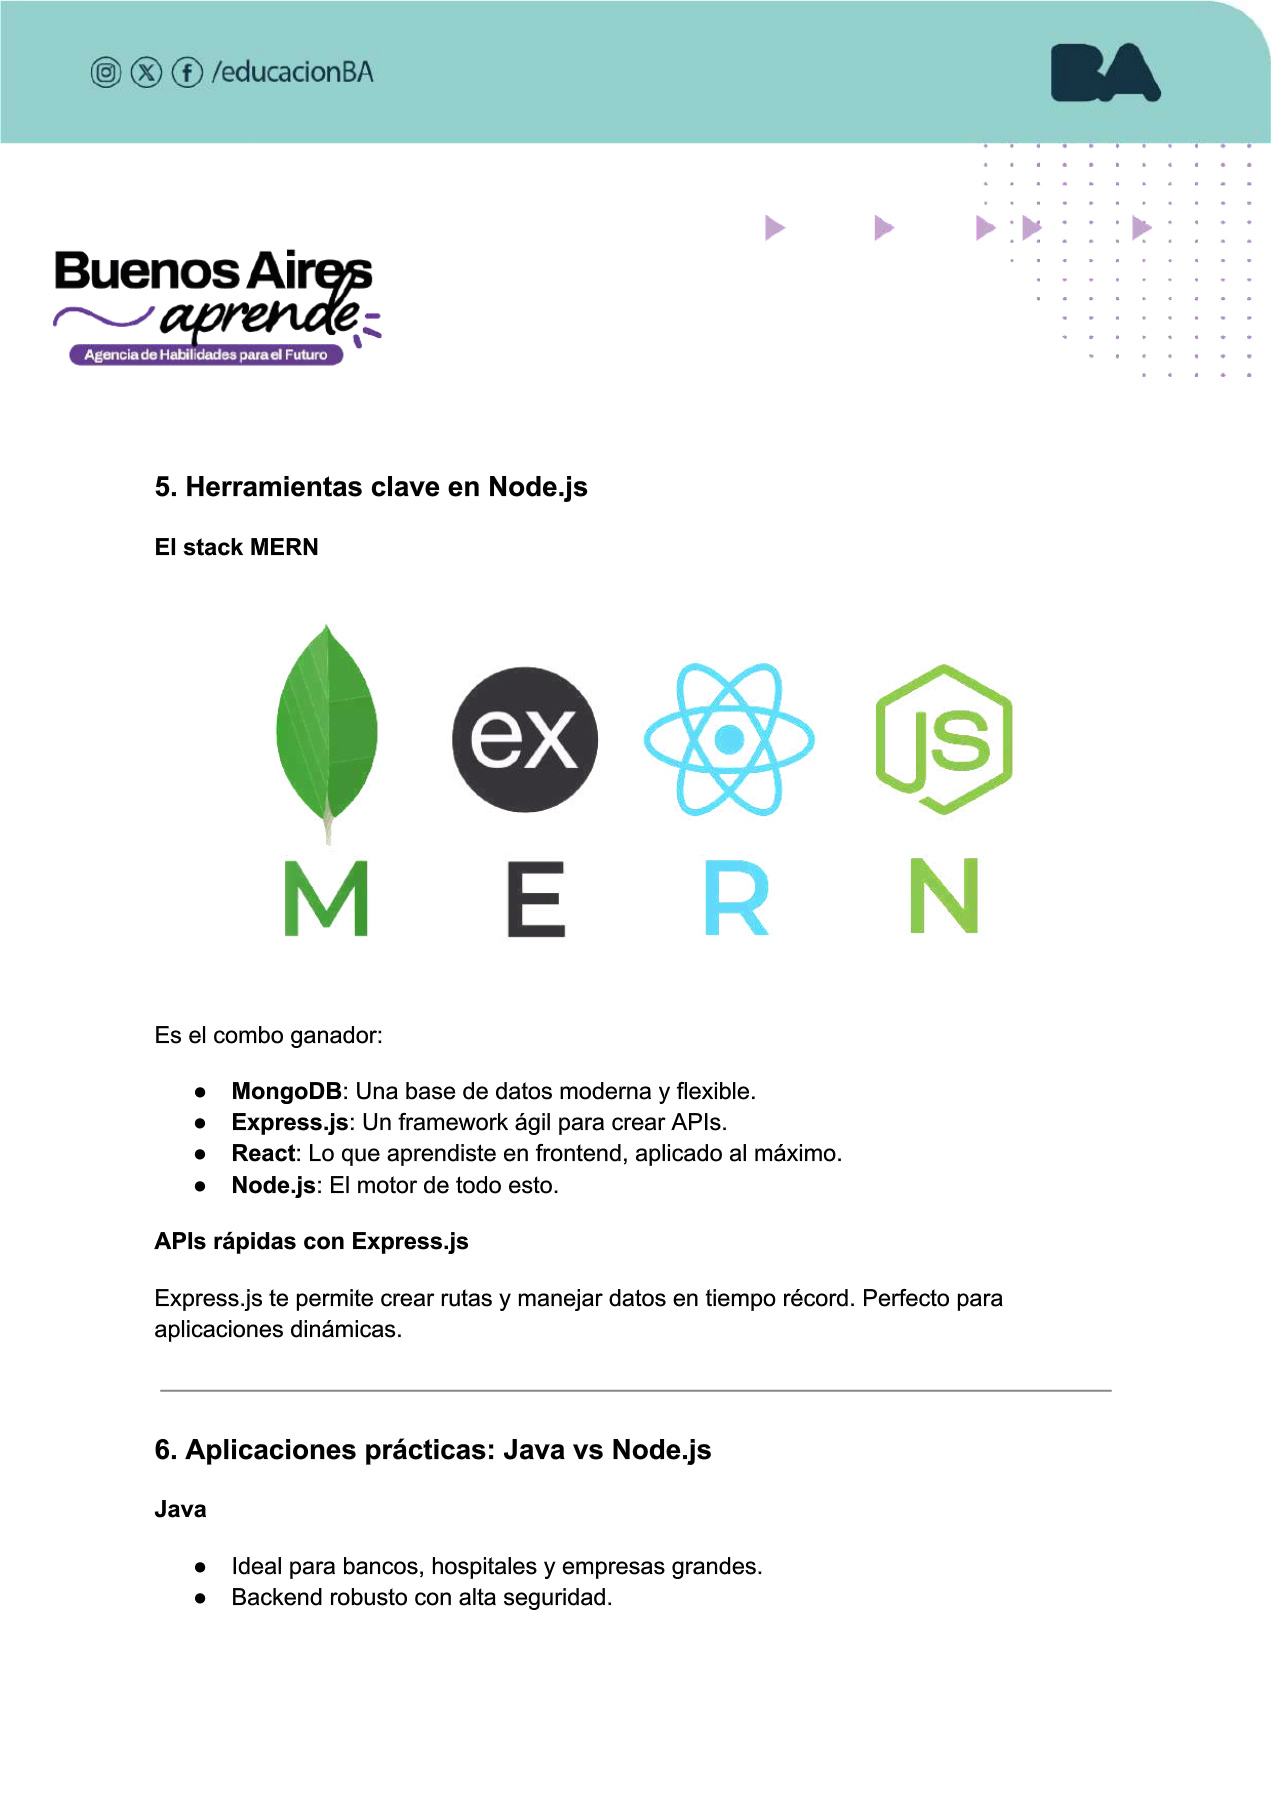 /educacionBA
BA
Buenos Aires
aprende
Agencia de Habilidades para el Futuro
5. Herramientas clave en Node.js
El stack MERN
ex
JS
M E R N
Es el combo ganador:
● MongoDB: Una base de datos moderna y flexible.
● Express.js: Un framework ágil para crear APIs.
● React: Lo que aprendiste en frontend, aplicado al máximo.
● Node.js: El motor de todo esto.
APIs rápidas con Express.js
Express.js te permite crear rutas y manejar datos en tiempo récord. Perfecto para
aplicaciones dinámicas.
6. Aplicaciones prácticas: Java vs Node.js
Java
● Ideal para bancos, hospitales y empresas grandes.
● Backend robusto con alta seguridad.